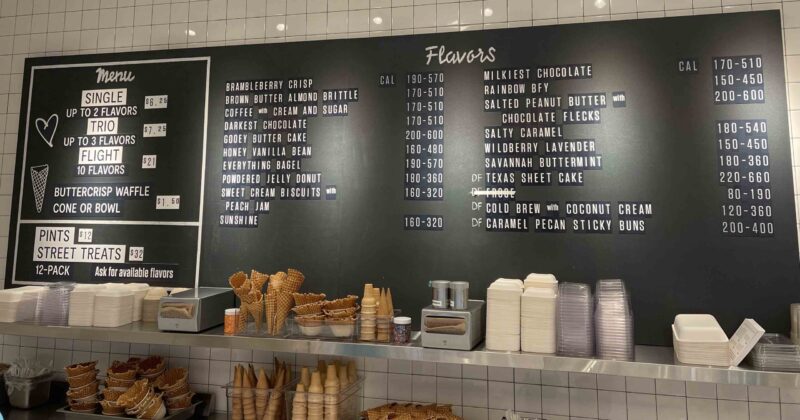 Menu
SINGLE $6.25
UP TO 2 FLAVORS
TRIO $7.25
UP TO 3 FLAVORS
FLIGHT $21
10 FLAVORS
BUTTERCRISP WAFFLE
CONE OR BOWL $1.50
PINTS $12
STREET TREATS $32
12-PACK Ask for available flavors
Flavors
BRAMBLEBERRY CRISP CAL 190-570
BROWN BUTTER ALMOND BRITTLE 170-510
COFFEE with CREAM AND SUGAR 170-510
DARKEST CHOCOLATE 170-510
GOOEY BUTTER CAKE 200-600
HONEY VANILLA BEAN 160-480
EVERYTHING BAGEL 190-570
POWDERED JELLY DONUT 180-360
SWEET CREAM BISCUITS with 160-320
PEACH JAM
SUNSHINE 160-320
MILKIEST CHOCOLATE CAL 170-510
RAINBOW BFY 150-450
SALTED PEANUT BUTTER with 200-600
CHOCOLATE FLECKS
SALTY CARAMEL 180-540
WILDBERRY LAVENDER 150-450
SAVANNAH BUTTERMINT 180-360
DF TEXAS SHEET CAKE 220-660
DF FROSE 80-190
DF COLD BREW with COCONUT CREAM 120-360
DF CARAMEL PECAN STICKY BUNS 200-400